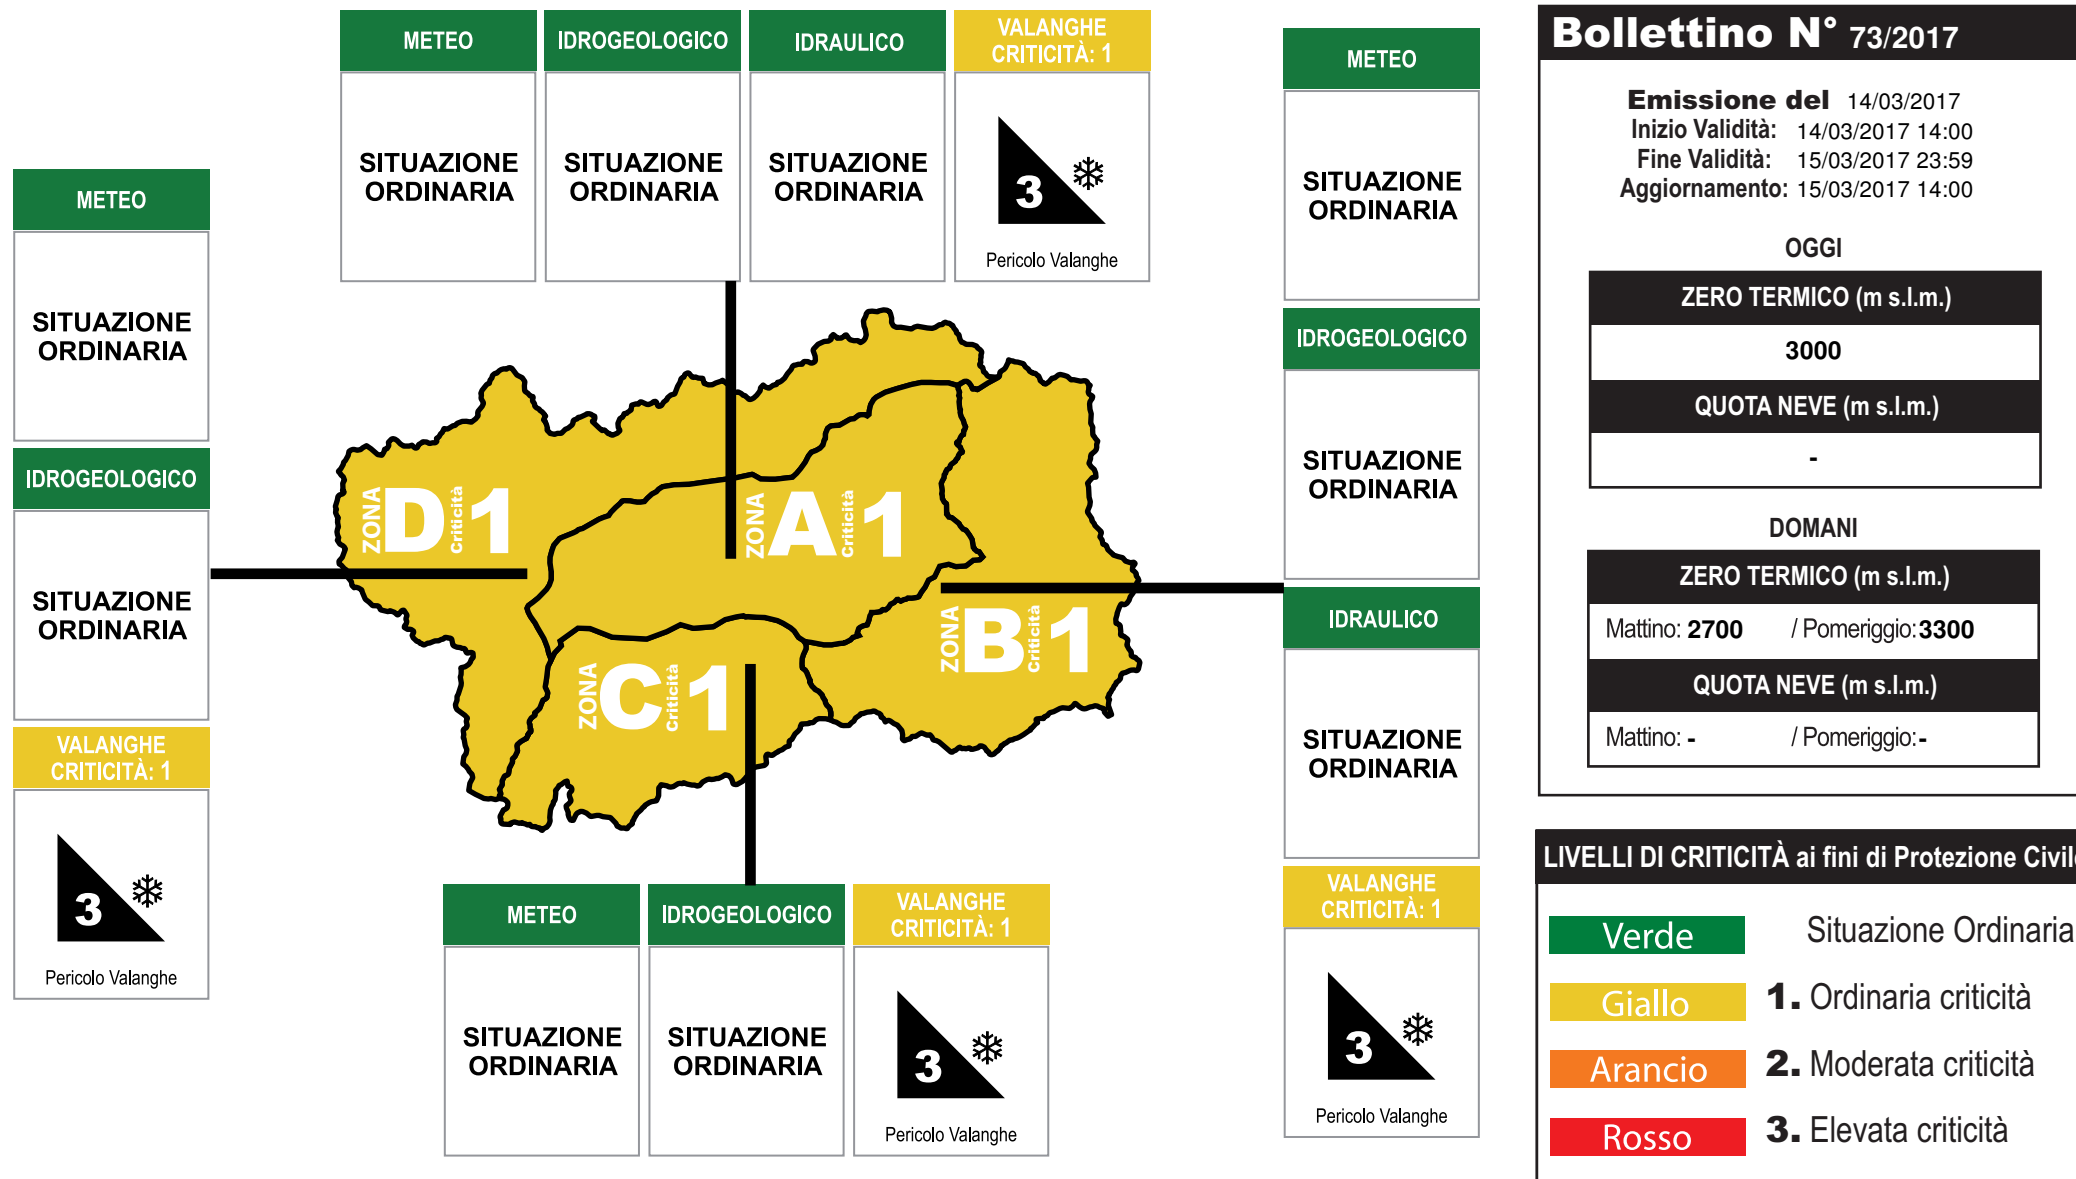 METEO
IDROGEOLOGICO
IDRAULICO
VALANGHE
CRITICITÀ: 1
SITUAZIONE
ORDINARIA
SITUAZIONE
ORDINARIA
SITUAZIONE
ORDINARIA
3
Pericolo Valanghe
METEO
SITUAZIONE
ORDINARIA
IDROGEOLOGICO
SITUAZIONE
ORDINARIA
VALANGHE
CRITICITÀ: 1
3
Pericolo Valanghe
ZONA D Criticità 1
ZONA A Criticità 1
ZONA B Criticità 1
ZONA C Criticità 1
METEO
IDROGEOLOGICO
VALANGHE
CRITICITÀ: 1
SITUAZIONE
ORDINARIA
SITUAZIONE
ORDINARIA
3
Pericolo Valanghe
METEO
SITUAZIONE
ORDINARIA
IDROGEOLOGICO
SITUAZIONE
ORDINARIA
IDRAULICO
SITUAZIONE
ORDINARIA
VALANGHE
CRITICITÀ: 1
3
Pericolo Valanghe
Bollettino N° 73/2017
Emissione del 14/03/2017
Inizio Validità: 14/03/2017 14:00
Fine Validità: 15/03/2017 23:59
Aggiornamento: 15/03/2017 14:00
OGGI
ZERO TERMICO (m s.l.m.)
3000
QUOTA NEVE (m s.l.m.)
-
DOMANI
ZERO TERMICO (m s.l.m.)
Mattino: 2700 / Pomeriggio: 3300
QUOTA NEVE (m s.l.m.)
Mattino: - / Pomeriggio: -
LIVELLI DI CRITICITÀ ai fini di Protezione Civile
Verde Situazione Ordinaria
Giallo 1. Ordinaria criticità
Arancio 2. Moderata criticità
Rosso 3. Elevata criticità